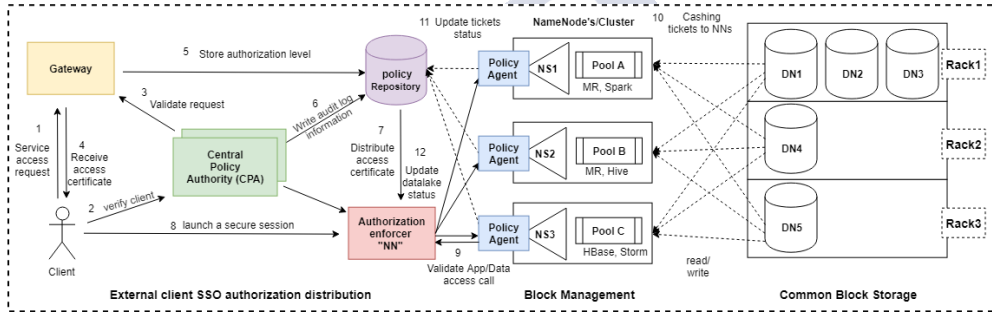 11 Update tickets
status
NameNode's/Cluster
10 Cashing
tickets to NNs
5 Store authorization level
Gateway
policy
Repository
Policy
Agent
NS1
Pool A
MR, Spark
DN1
DN2
DN3
Rack1
3 Validate request
6
Write audit log
information
1
Service
access
request
4
Receive
access
certificate
7
Distribute
access
certificate
12
Update
datalake
status
Central
Policy
Authority (CPA)
Policy
Agent
NS2
Pool B
MR, Hive
DN4
Rack2
2 verify client
8 launch a secure session
Authorization
enforcer
"NN"
Policy
Agent
NS3
Pool C
HBase, Storm
DN5
Rack3
Client
9
Validate App/Data
access call
read/
write
External client SSO authorization distribution
Block Management
Common Block Storage